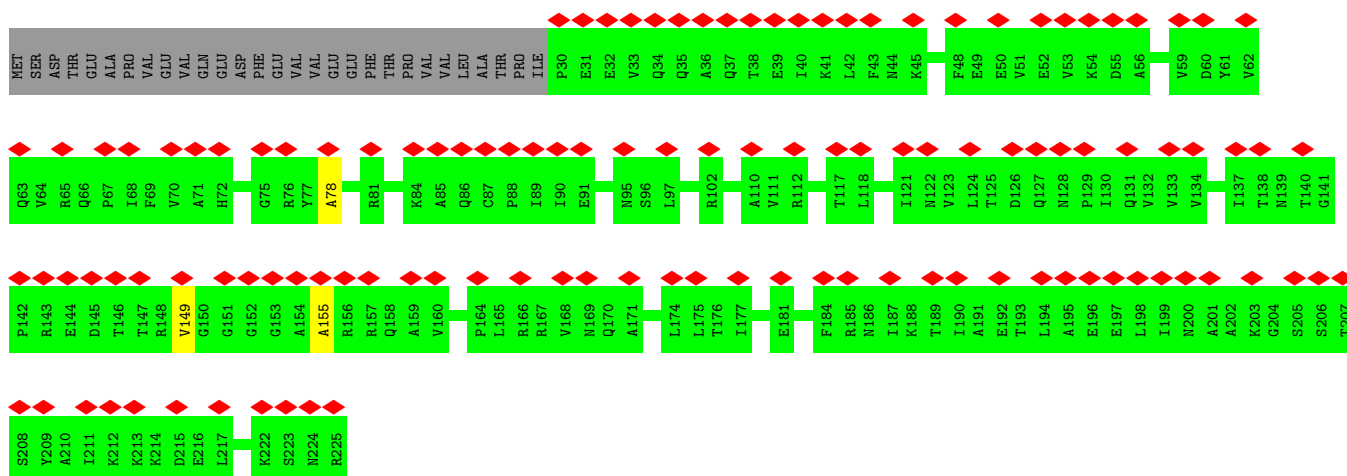 MET SER ASP THR GLU ALA PRO VAL GLU VAL GLN GLU ASP PHE GLU VAL VAL GLU GLU PHE THR PRO VAL VAL LEU ALA THR PRO ILE P30 E31 E32 V33 Q34 Q35 A36 Q37 T38 E39 I40 K41 L42 F43 N44 K45 F48 E49 E50 V51 E52 V53 K54 D55 A56 V59 D60 Y61 V62
Q63 V64 R65 Q66 P67 I68 F69 V70 A71 H72 G75 R76 Y77 A78 R81 K84 A85 Q86 C87 P88 I89 I90 E91 N95 S96 L97 R102 A110 V111 R112 T117 L118 I121 N122 V123 L124 T125 D126 Q127 N128 P129 I130 Q131 V132 V133 V134 I137 T138 N139 T140 G141
P142 R143 E144 D145 T146 T147 R148 V149 G150 G151 G152 G153 A154 A155 R156 R157 Q158 A159 V160 P164 L165 R166 R167 V168 N169 Q170 A171 L174 L175 T176 I177 E181 F184 R185 N186 I187 K188 T189 I190 A191 E192 T193 L194 A195 E196 E197 L198 I199 N200 A201 A202 K203 G204 S205 S206 T207
S208 Y209 A210 I211 K212 K213 K214 D215 E216 L217 K222 S223 N224 R225